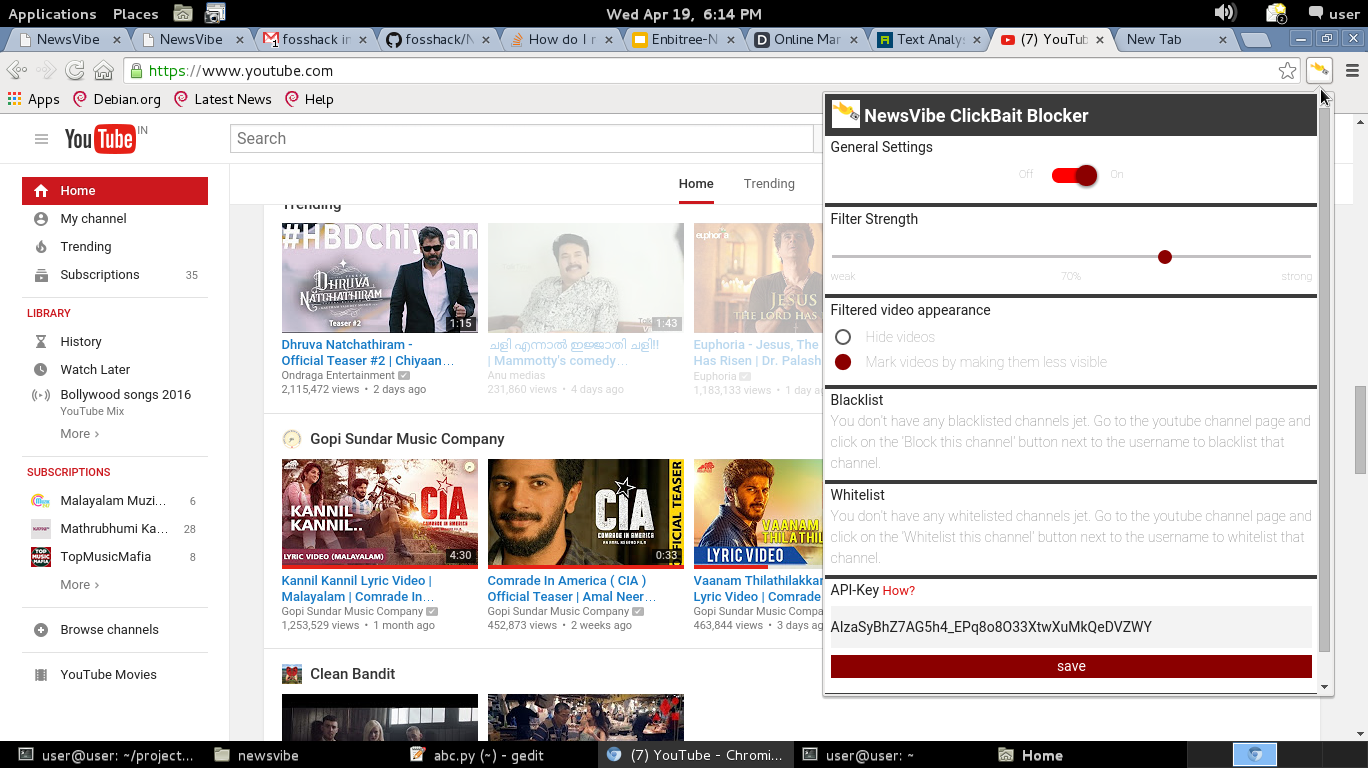 Applications Places
Wed Apr 19, 6:14 PM
user
NewsVibe
NewsVibe
1 fosshack in
fosshack/N
How do I r
Enbitree-N
Online Mar
Text Analys
(7) YouTub
New Tab
https://www.youtube.com
Apps
Debian.org
Latest News
Help
YouTube IN
Search
Home
Trending
Home
My channel
Trending
Subscriptions 35
LIBRARY
History
Watch Later
Bollywood songs 2016
YouTube Mix
More ›
SUBSCRIPTIONS
Malayalam Muzi... 6
Mathrubhumi Ka... 28
TopMusicMafia 8
More ›
Browse channels
YouTube Movies
Trending
#HBDChiyaan
DHRUVA
NATCHATHIRAM
Teaser #2
1:15
1:43
euphoria
JESUS
THE LORD HAS
Dhruva Natchathiram -
Official Teaser #2 | Chiyaan…
Ondraga Entertainment
2,115,472 views • 2 days ago
ചളി എന്നാൽ ഇജ്ജാതി ചളി!!
| Mammotty's comedy…
Anu medias
231,860 views • 4 days ago
Euphoria - Jesus, The
Has Risen | Dr. Palash
Euphoria
1,183,133 views • 1 day a
Gopi Sundar Music Company
KANNIL
KANNIL..
CIA
COMRADE IN AMERICA
LYRIC VIDEO (MALAYALAM)
4:30
CIA
COMRADE IN AMERICA
OFFICIAL TEASER
0:33
VAANAM
THILATHIL
LYRIC VIDEO
Kannil Kannil Lyric Video |
Malayalam | Comrade In…
Gopi Sundar Music Company
1,253,529 views • 1 month ago
Comrade In America ( CIA )
Official Teaser | Amal Neer…
Gopi Sundar Music Company
452,873 views • 2 weeks ago
Vaanam Thilathilakkan
Lyric Video | Comrade
Gopi Sundar Music Compa
463,844 views • 3 days ag
Clean Bandit
NewsVibe ClickBait Blocker
General Settings
Off On
Filter Strength
weak 70% strong
Filtered video appearance
Hide videos
Mark videos by making them less visible
Blacklist
You don't have any blacklisted channels jet. Go to the youtube channel page and
click on the 'Block this channel' button next to the username to blacklist that
channel.
Whitelist
You don't have any whitelisted channels jet. Go to the youtube channel page and
click on the 'Whitelist this channel' button next to the username to whitelist that
channel.
API-Key How?
AIzaSyBhZ7AG5h4_EPq8o8O33XtwXuMkQeDVZWY
save
user@user: ~/project...
newsvibe
abc.py (~) - gedit
(7) YouTube - Chromi...
user@user: ~
Home